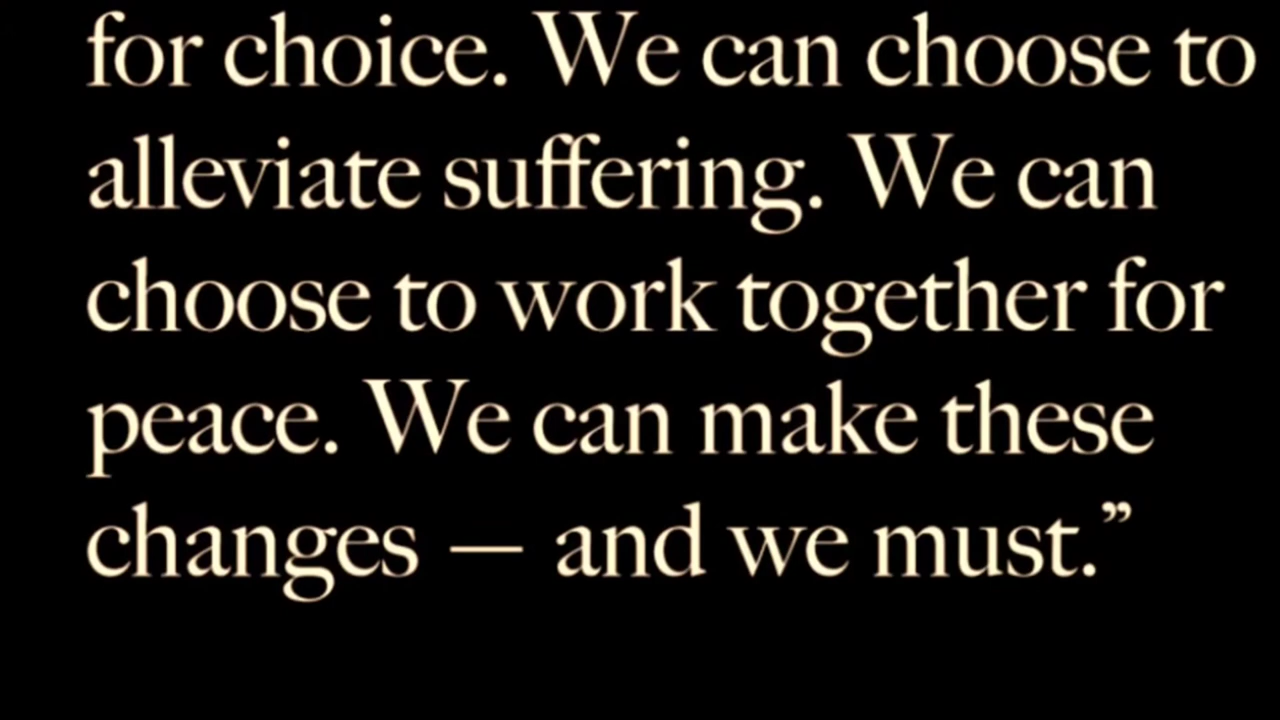 for choice. We can choose to
alleviate suffering. We can
choose to work together for
peace. We can make these
changes — and we must.”